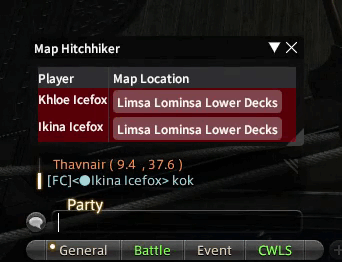 Map Hitchhiker
Player Map Location
Khloe Icefox Limsa Lominsa Lower Decks
Ikina Icefox Limsa Lominsa Lower Decks
Thavnair ( 9.4 , 37.6 )
[FC]<Ikina Icefox> kok
Party
General Battle Event CWLS